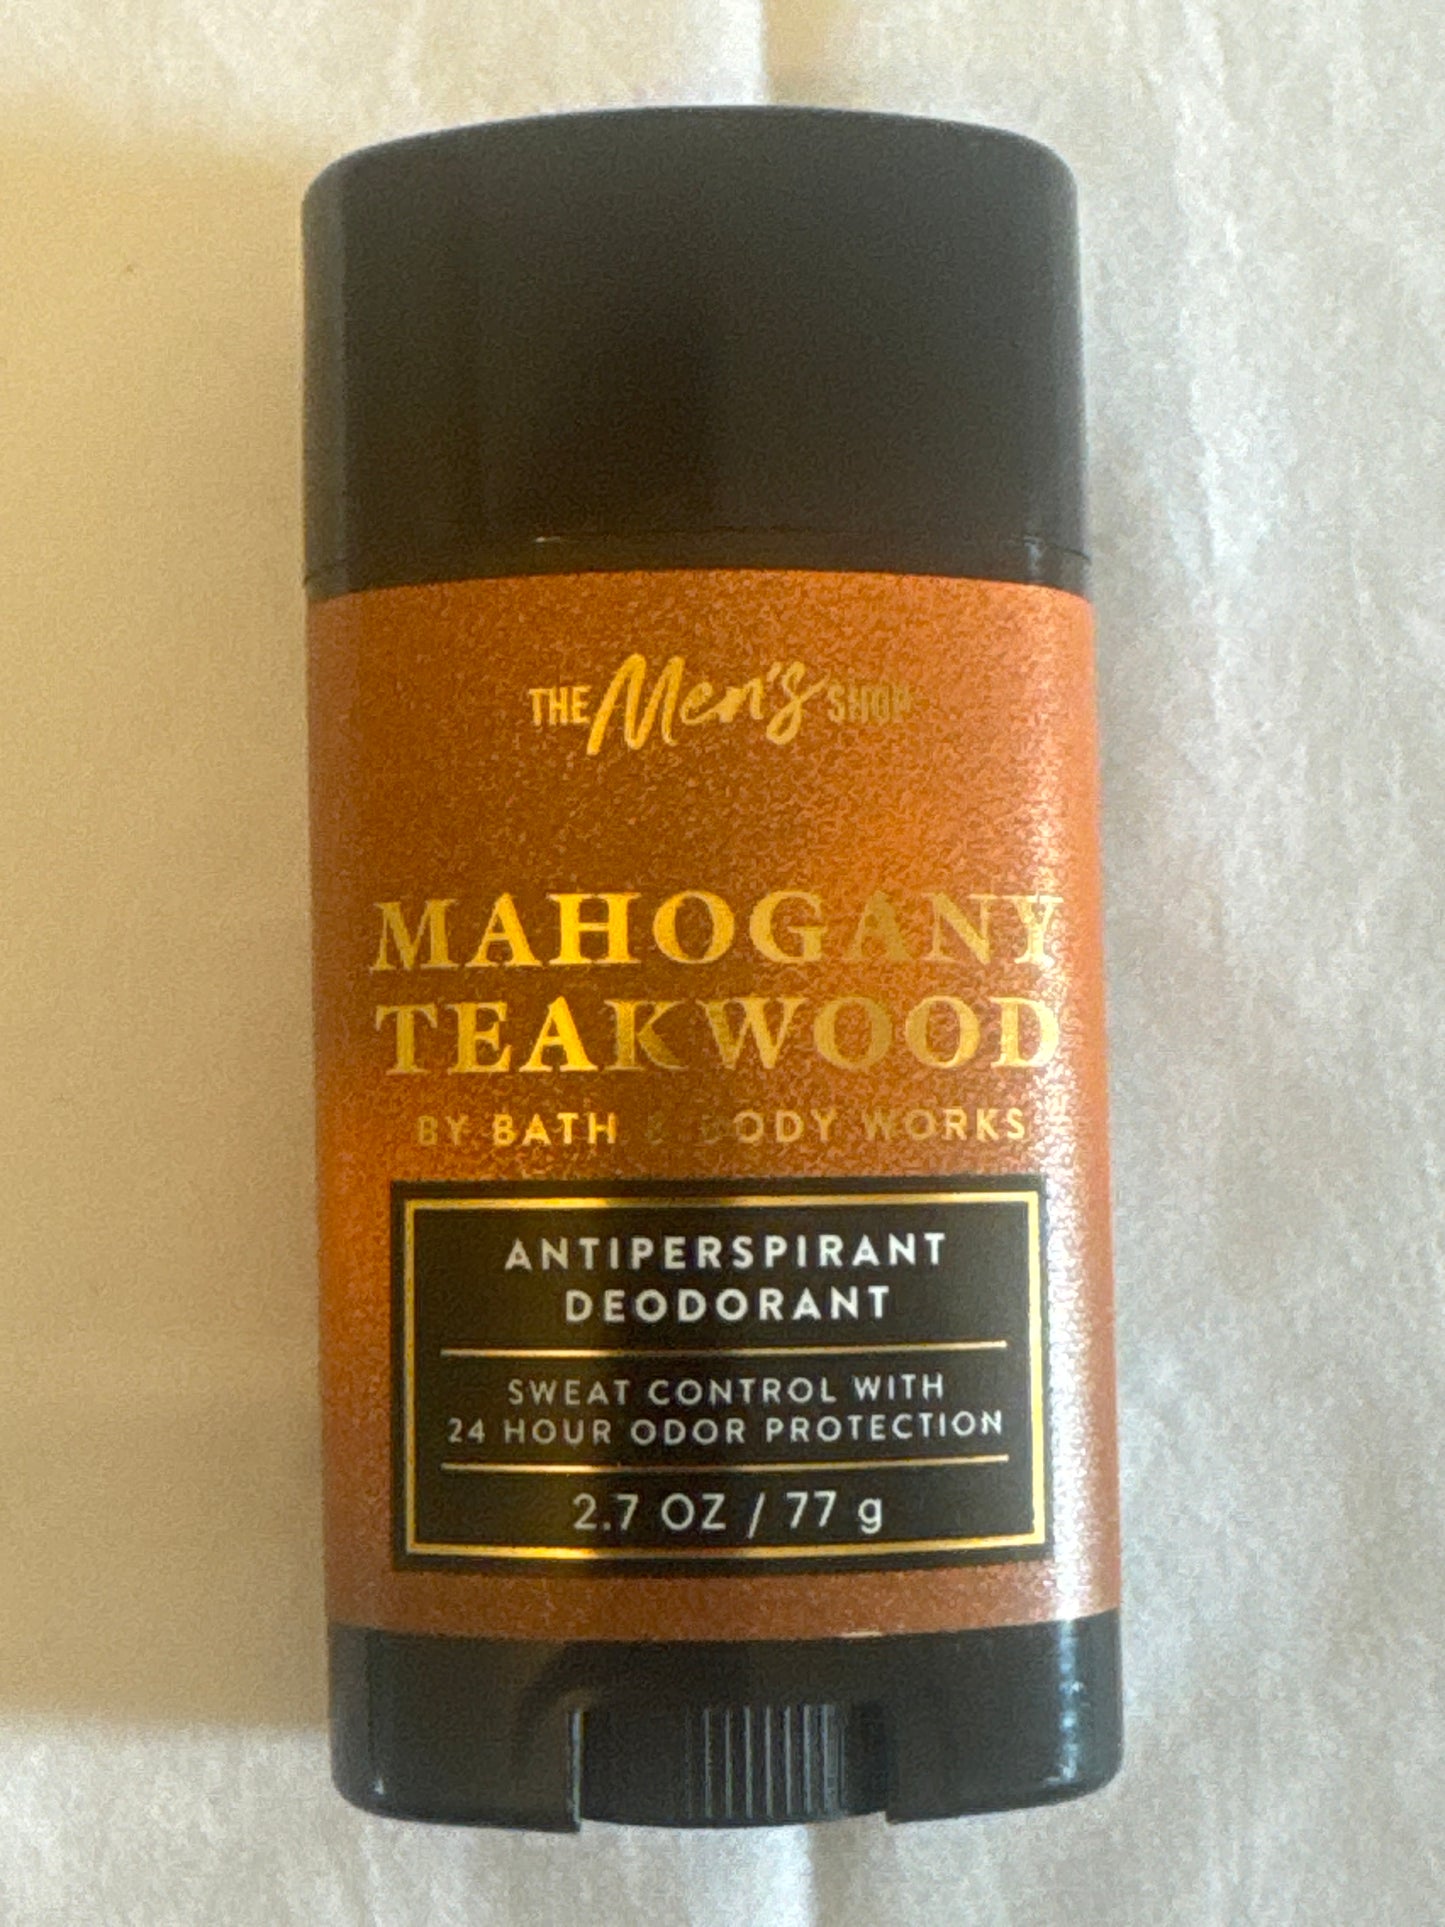 THE Men's SHOP
MAHOGANY
TEAKWOOD
BY BATH & BODY WORKS
ANTIPERSPIRANT
DEODORANT
SWEAT CONTROL WITH
24 HOUR ODOR PROTECTION
2.7 OZ / 77 g